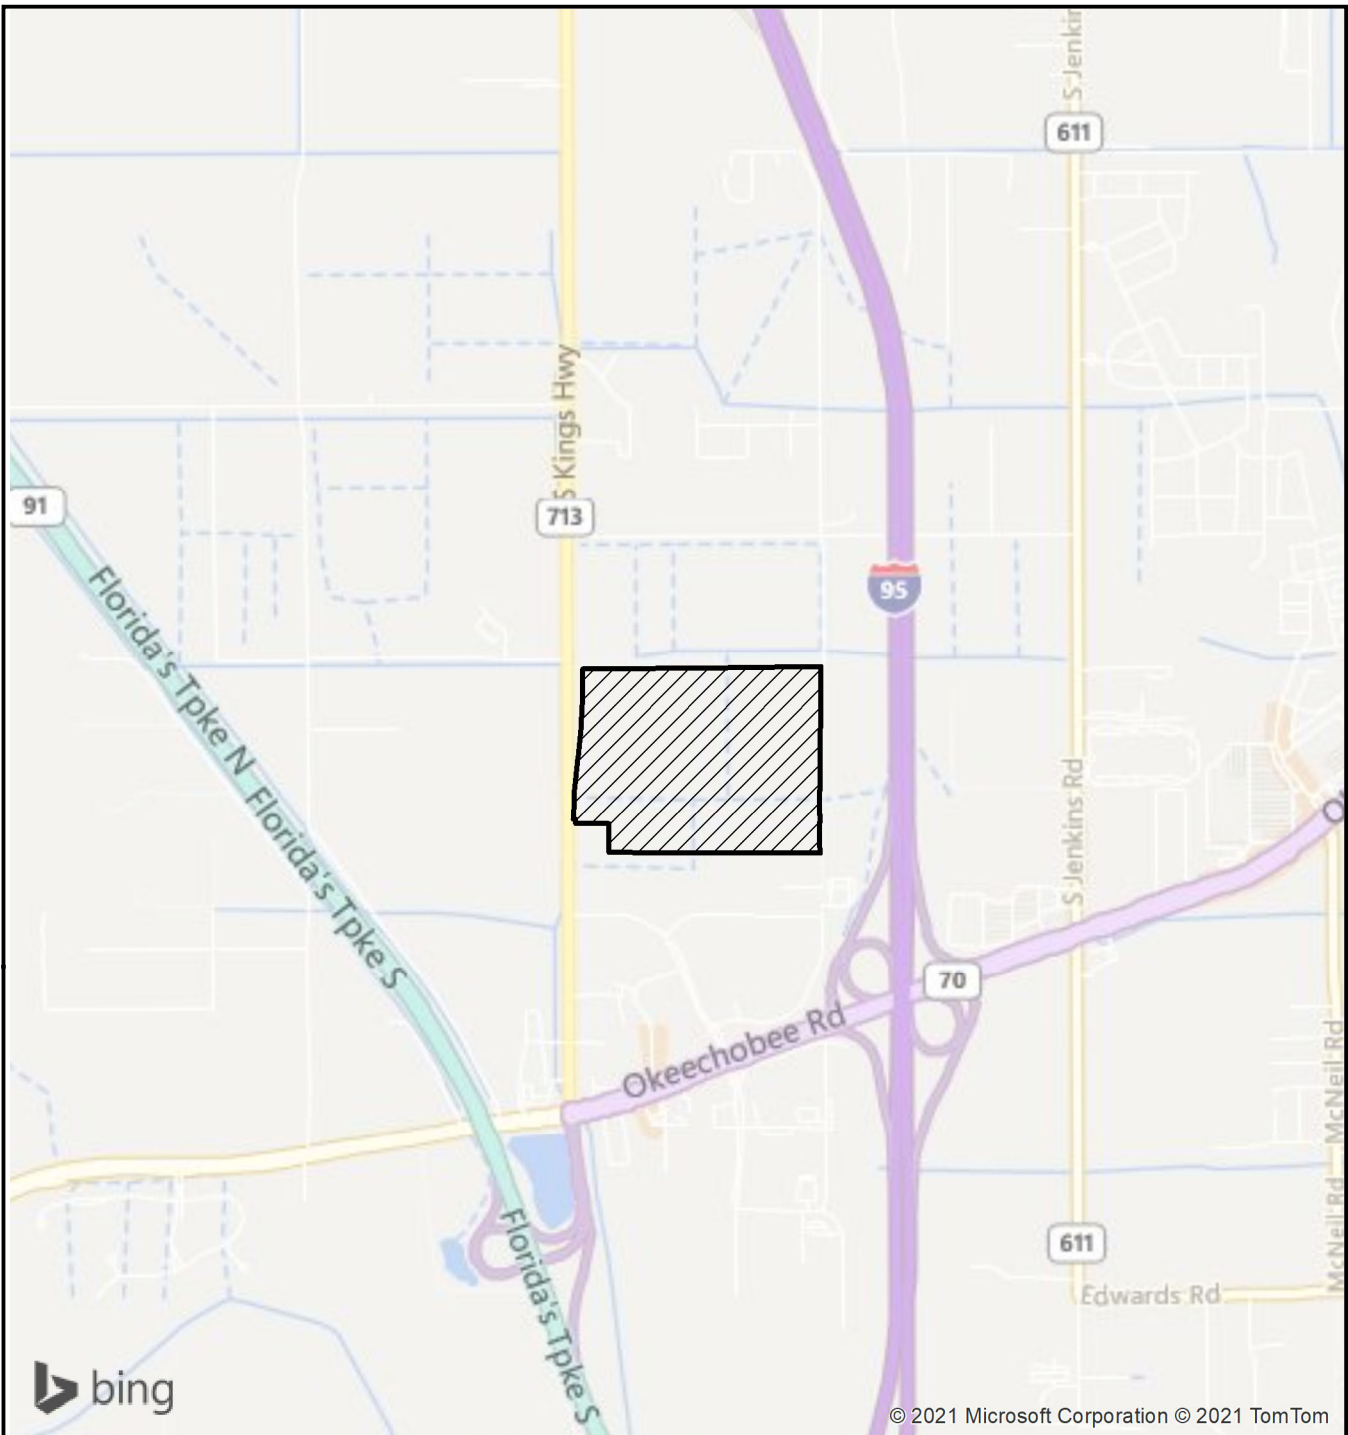 S Jenkin
611
S Kings Hwy
713
91
95
Florida's Tpke N
Florida's Tpke S
S Jenkins Rd
O
70
Okeechobee Rd
McNeil Rd
McNeil Rd
611
Edwards Rd
Florida's Tpke S
bing
© 2021 Microsoft Corporation © 2021 TomTom